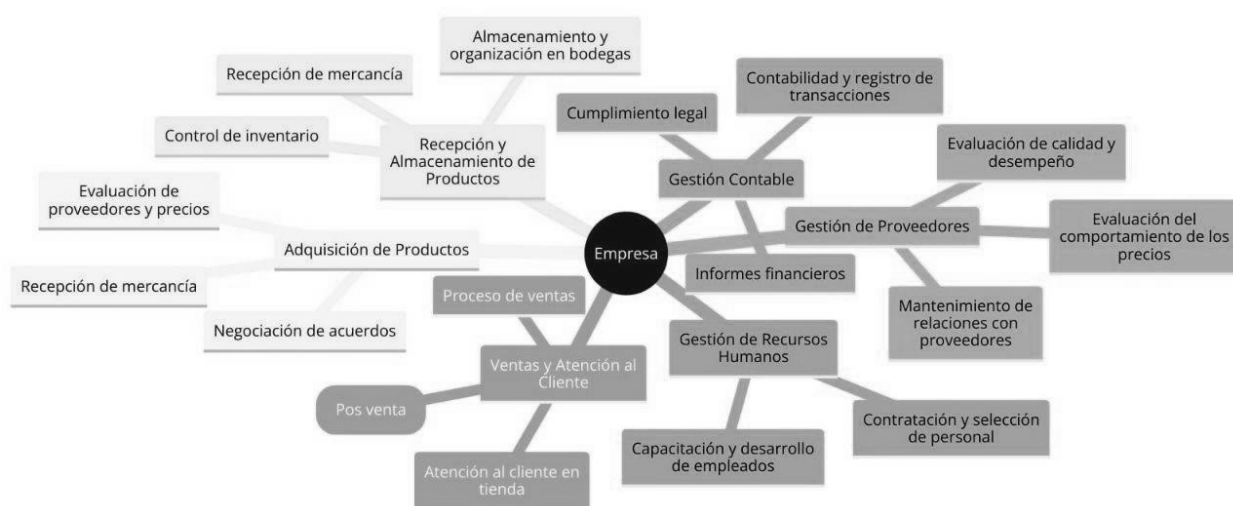 Almacenamiento y
organización en bodegas
Recepción de mercancía
Control de inventario
Recepción y
Almacenamiento de
Productos
Evaluación de
proveedores y precios
Adquisición de Productos
Recepción de mercancía
Negociación de acuerdos
Empresa
Contabilidad y registro de
transacciones
Cumplimiento legal
Gestión Contable
Informes financieros
Evaluación de calidad y
desempeño
Gestión de Proveedores
Evaluación del
comportamiento de los
precios
Mantenimiento de
relaciones con
proveedores
Proceso de ventas
Ventas y Atención al
Cliente
Pos venta
Atención al cliente en
tienda
Gestión de Recursos
Humanos
Capacitación y desarrollo
de empleados
Contratación y selección
de personal